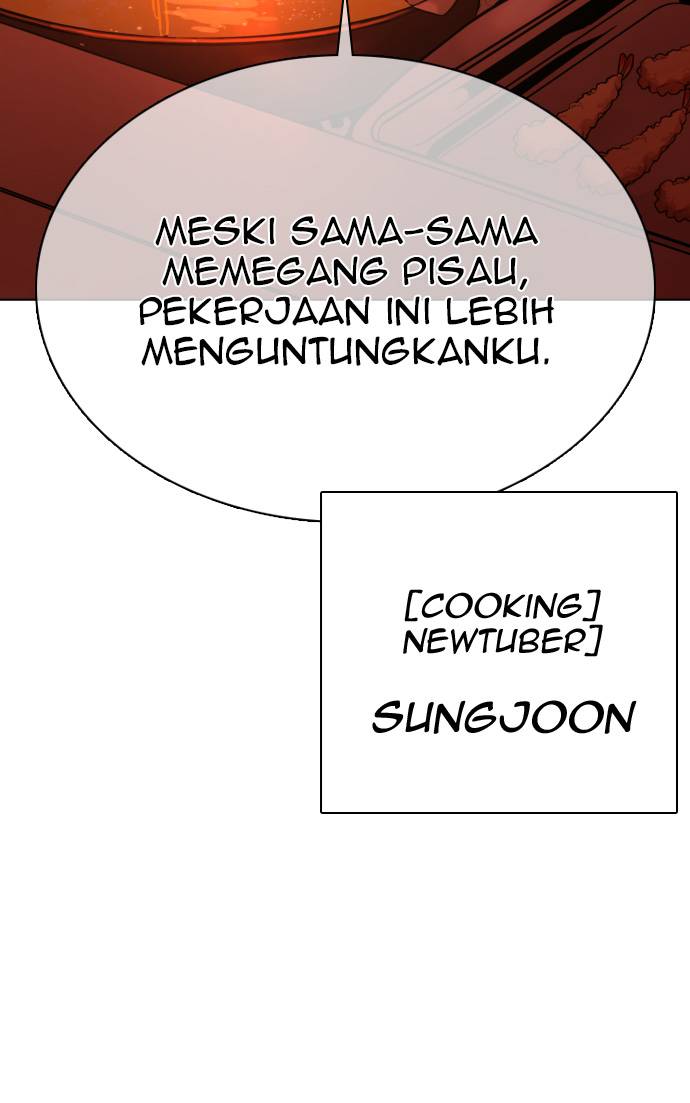 MESKI SAMA-SAMA
MEMEGANG PISAU,
PEKERJAAN INI LEBIH
MENGUNTUNGKANKU.
[COOKING]
NEWTUBER]
SUNGJOON